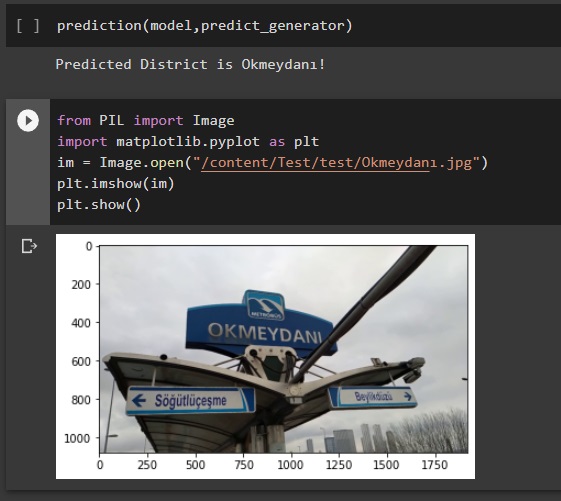 [ ] prediction(model,predict_generator)
Predicted District is Okmeydanı!
from PIL import Image
import matplotlib.pyplot as plt
im = Image.open("/content/Test/test/Okmeydanı.jpg")
plt.imshow(im)
plt.show()
0
200
400
600
800
1000
METROBÜS
OKMEYDANI
← Söğütlüçeşme
Beylikdüzü →
0 250 500 750 1000 1250 1500 1750